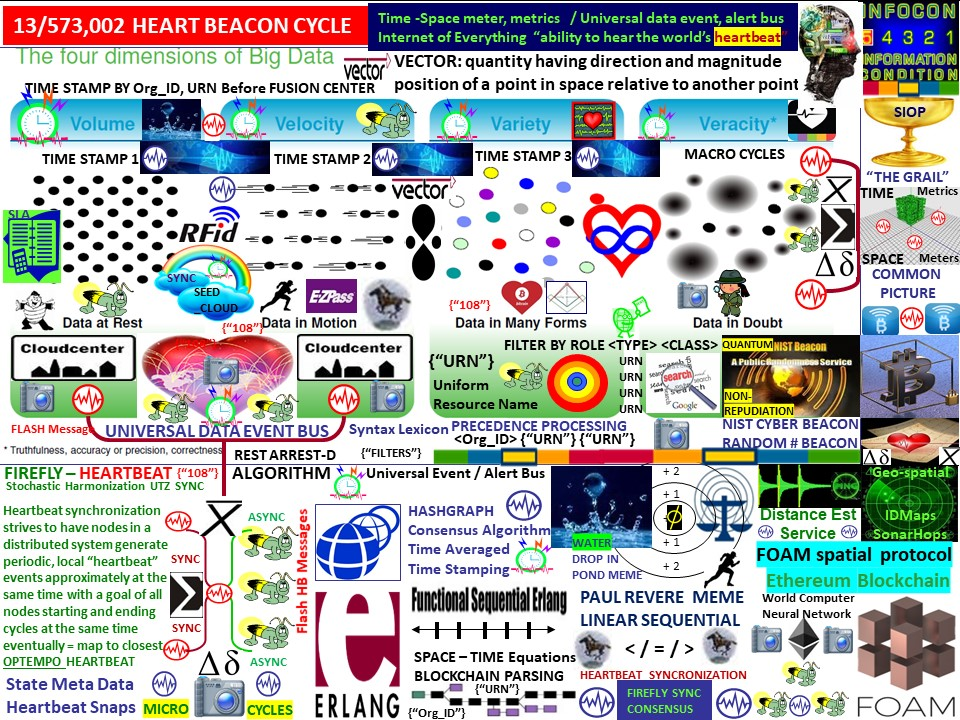 13/573,002 HEART BEACON CYCLE
Time -Space meter, metrics / Universal data event, alert bus
Internet of Everything “ability to hear the world’s heartbeat”
INFOCON
5 4 3 2 1
INFORMATION
CONDITION
The four dimensions of Big Data
vector
VECTOR: quantity having direction and magnitude
position of a point in space relative to another point
TIME STAMP BY Org_ID, URN Before FUSION CENTER
SIOP
Volume
Velocity
Variety
Veracity*
TIME STAMP 1
TIME STAMP 2
TIME STAMP 3
MACRO CYCLES
“THE GRAIL”
TIME
Metrics
SPACE
Meters
COMMON
PICTURE
SLA
RFid
vector
X
Σ
Δδ
SYNC
SEED
_CLOUD
E-ZPass
{“108”}
Data at Rest
{“108”}
Data in Motion
Data in Many Forms
Data in Doubt
Cloudcenter
Cloudcenter
FILTER BY ROLE <TYPE> <CLASS>
{“URN”}
Uniform
Resource Name
URN
URN
URN
URN
search
Google
QUANTUM
NIST Beacon
A Public Randomness Service
NON-
REPUDIATION
FLASH Message
UNIVERSAL DATA EVENT BUS
Syntax Lexicon
PRECEDENCE PROCESSING
<Org_ID> {“URN”} {“URN”}
NIST CYBER BEACON
RANDOM # BEACON
* Truthfulness, accuracy or precision, correctness
REST ARREST-D
{“FILTERS”}
Δδ
X
FIREFLY – HEARTBEAT {“108”}
ALGORITHM
Universal Event / Alert Bus
Stochastic Harmonization UTZ SYNC
Heartbeat synchronization
strives to have nodes in a
distributed system generate
periodic, local “heartbeat”
events approximately at the
same time with a goal of all
nodes starting and ending
cycles at the same time
eventually = map to closest
OPTEMPO HEARTBEAT
State Meta Data
Heartbeat Snaps
X
ASYNC
SYNC
Σ
SYNC
Δδ
ASYNC
MICRO
CYCLES
Flash HB Messages
HASHGRAPH
Consensus Algorithm
Time Averaged
Time Stamping
e
ERLANG
Functional Sequential Erlang
SPACE – TIME Equations
BLOCKCHAIN PARSING
{“URN”}
{“Org_ID”}
WATER
DROP IN
POND MEME
+ 2
+ 1
Ø
+ 1
+ 2
PAUL REVERE MEME
LINEAR SEQUENTIAL
< / = / >
HEARTBEAT SYNCRONIZATION
FIREFLY SYNC
CONSENSUS
PING
Distance Est
Service
Geo-spatial
IDMaps
SonarHops
FOAM spatial protocol
Ethereum Blockchain
World Computer
Neural Network
FOAM